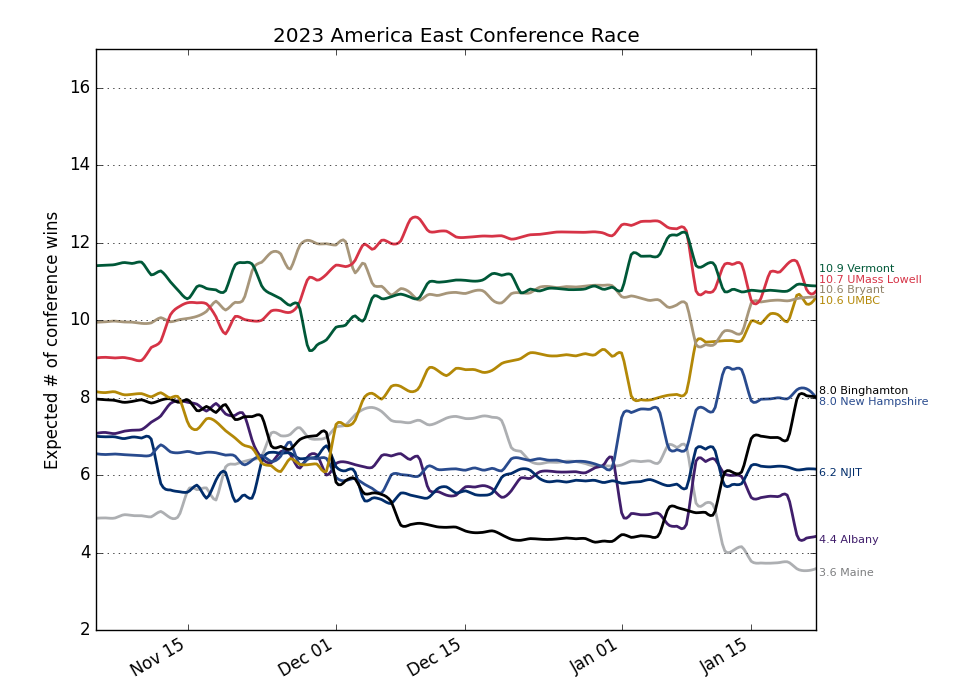 2023 America East Conference Race
Expected # of conference wins
16
14
12
10
8
6
4
2
Nov 15
Dec 01
Dec 15
Jan 01
Jan 15
10.9 Vermont
10.7 UMass Lowell
10.6 Bryant
10.6 UMBC
8.0 Binghamton
8.0 New Hampshire
6.2 NJIT
4.4 Albany
3.6 Maine